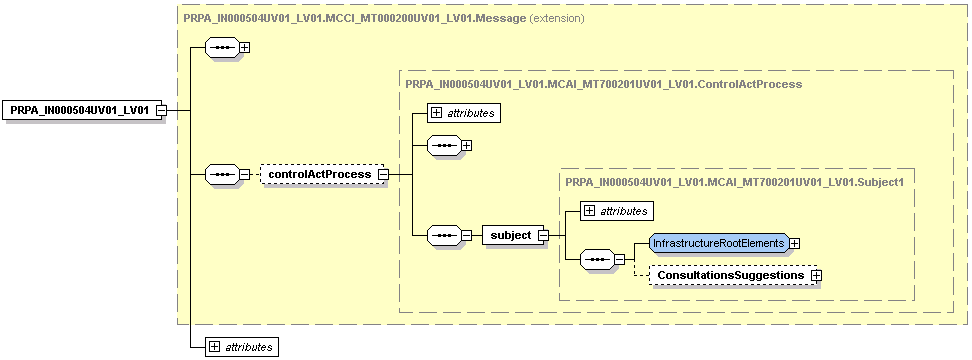 PRPA_IN000504UV01_LV01.MCCI_MT000200UV01_LV01.Message (extension)
PRPA_IN000504UV01_LV01.MCAI_MT700201UV01_LV01.ControlActProcess
PRPA_IN000504UV01_LV01
attributes
controlActProcess
PRPA_IN000504UV01_LV01.MCAI_MT700201UV01_LV01.Subject1
attributes
subject
InfrastructureRootElements
ConsultationsSuggestions
attributes